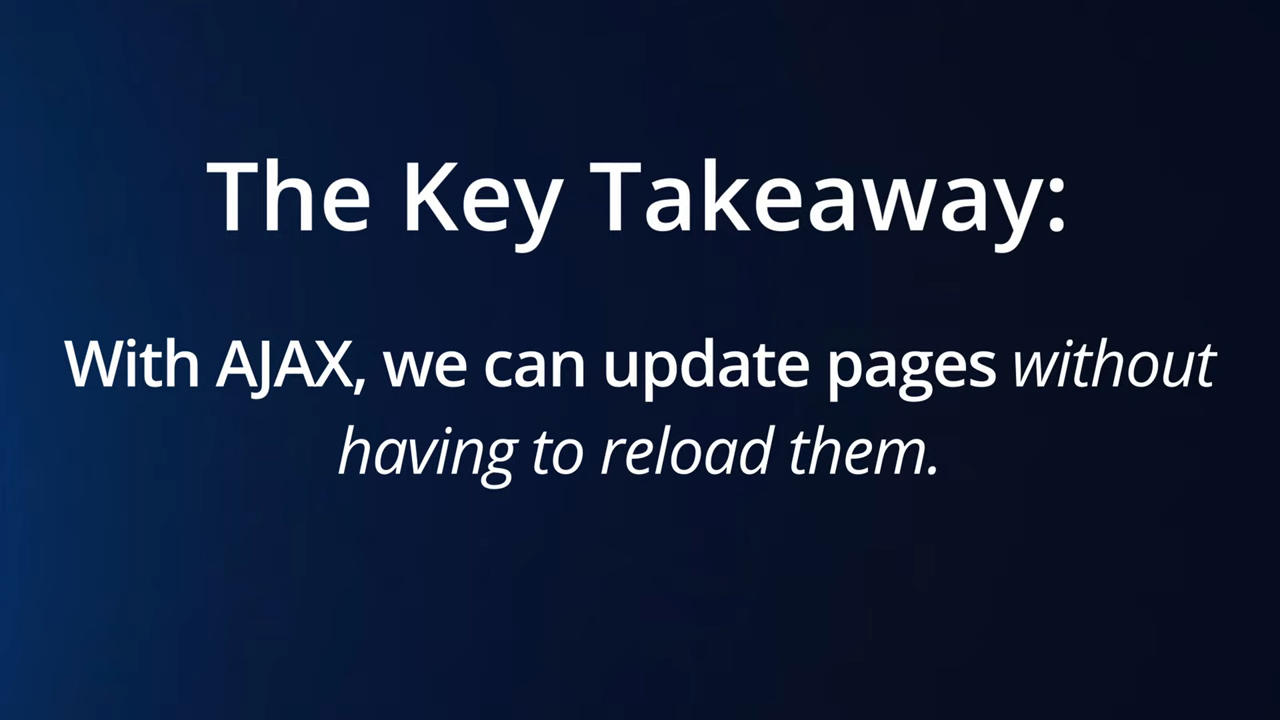 The Key Takeaway:
With AJAX, we can update pages without
having to reload them.